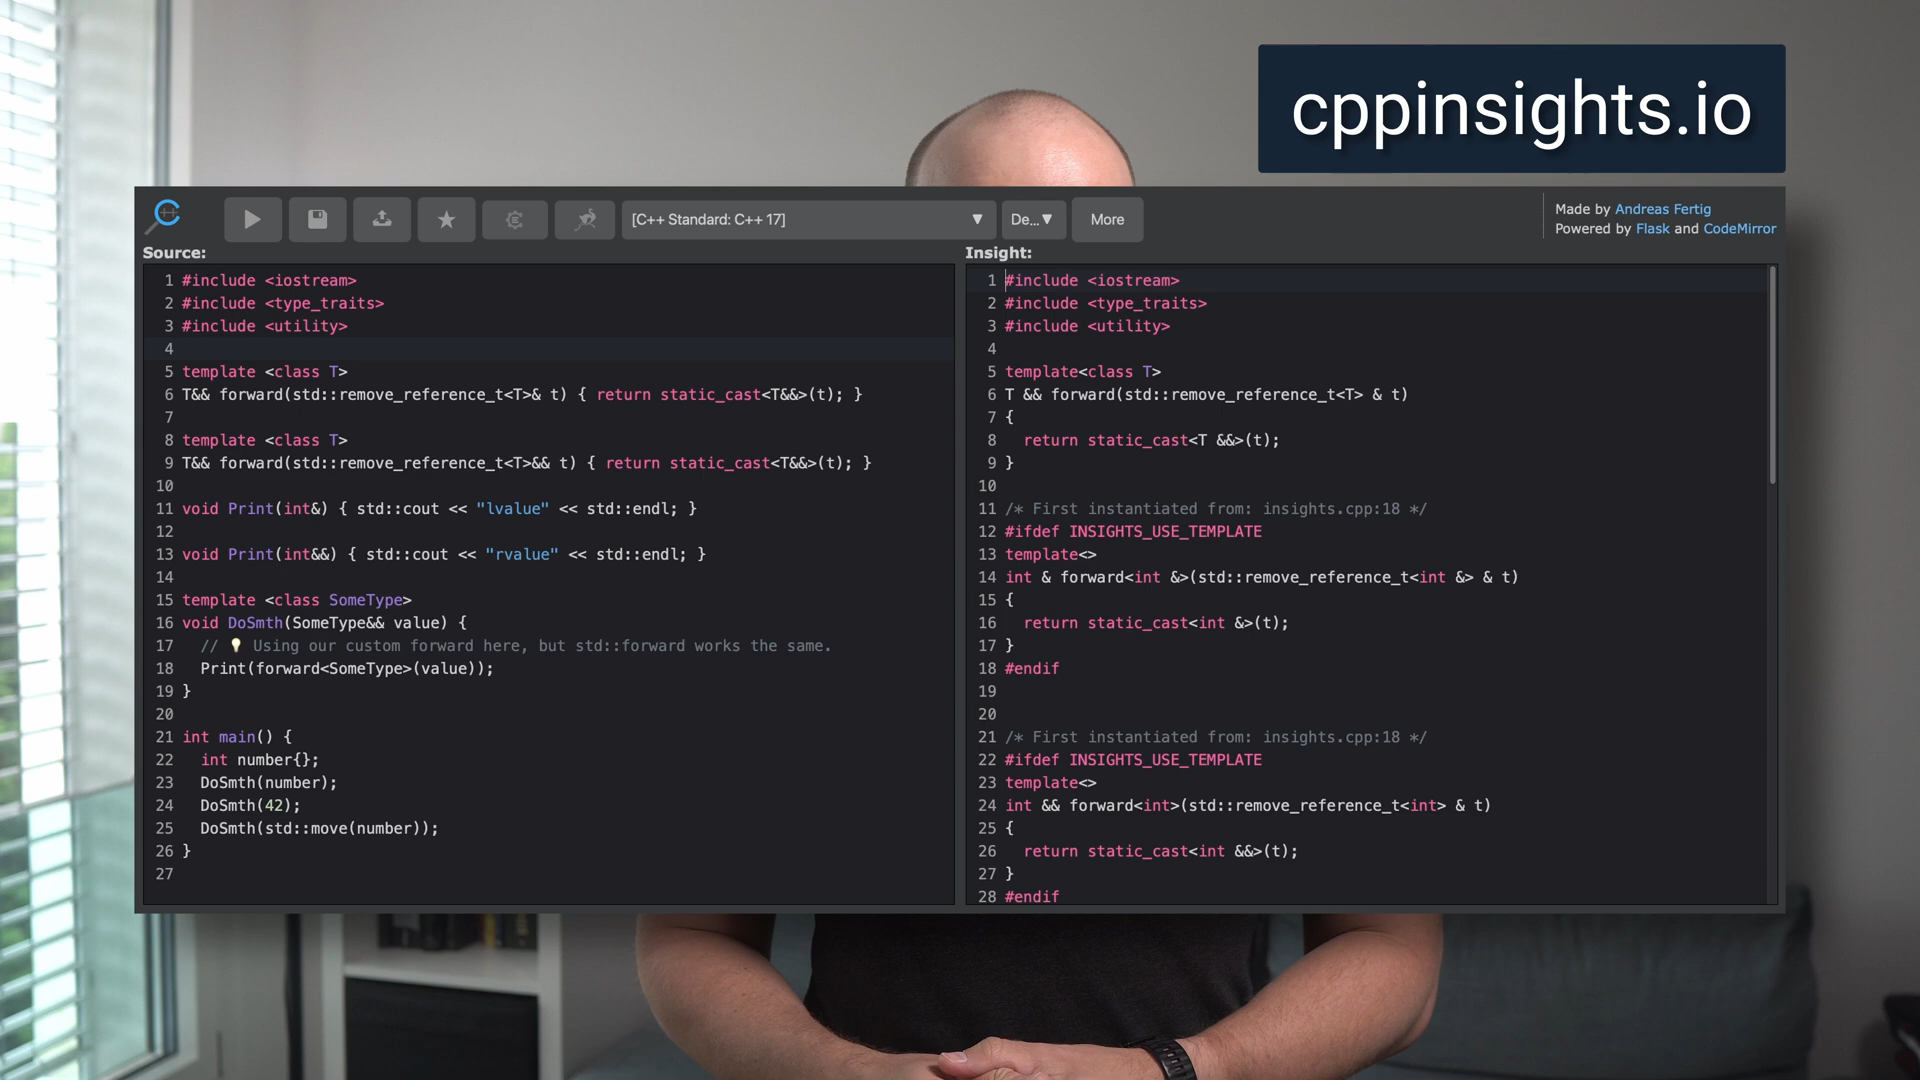 cppinsights.io
[C++ Standard: C++ 17]
De...
More
Made by Andreas Fertig
Powered by Flask and CodeMirror
Source:
1 #include <iostream>
2 #include <type_traits>
3 #include <utility>
4
5 template <class T>
6 T&& forward(std::remove_reference_t<T>& t) { return static_cast<T&&>(t); }
7
8 template <class T>
9 T&& forward(std::remove_reference_t<T>&& t) { return static_cast<T&&>(t); }
10
11 void Print(int&) { std::cout << "lvalue" << std::endl; }
12
13 void Print(int&&) { std::cout << "rvalue" << std::endl; }
14
15 template <class SomeType>
16 void DoSmth(SomeType&& value) {
17 // 💡 Using our custom forward here, but std::forward works the same.
18 Print(forward<SomeType>(value));
19 }
20
21 int main() {
22 int number{};
23 DoSmth(number);
24 DoSmth(42);
25 DoSmth(std::move(number));
26 }
27
Insight:
1 #include <iostream>
2 #include <type_traits>
3 #include <utility>
4
5 template<class T>
6 T && forward(std::remove_reference_t<T> & t)
7 {
8 return static_cast<T &&>(t);
9 }
10
11 /* First instantiated from: insights.cpp:18 */
12 #ifdef INSIGHTS_USE_TEMPLATE
13 template<>
14 int & forward<int &>(std::remove_reference_t<int &> & t)
15 {
16 return static_cast<int &>(t);
17 }
18 #endif
19
20
21 /* First instantiated from: insights.cpp:18 */
22 #ifdef INSIGHTS_USE_TEMPLATE
23 template<>
24 int && forward<int>(std::remove_reference_t<int> & t)
25 {
26 return static_cast<int &&>(t);
27 }
28 #endif